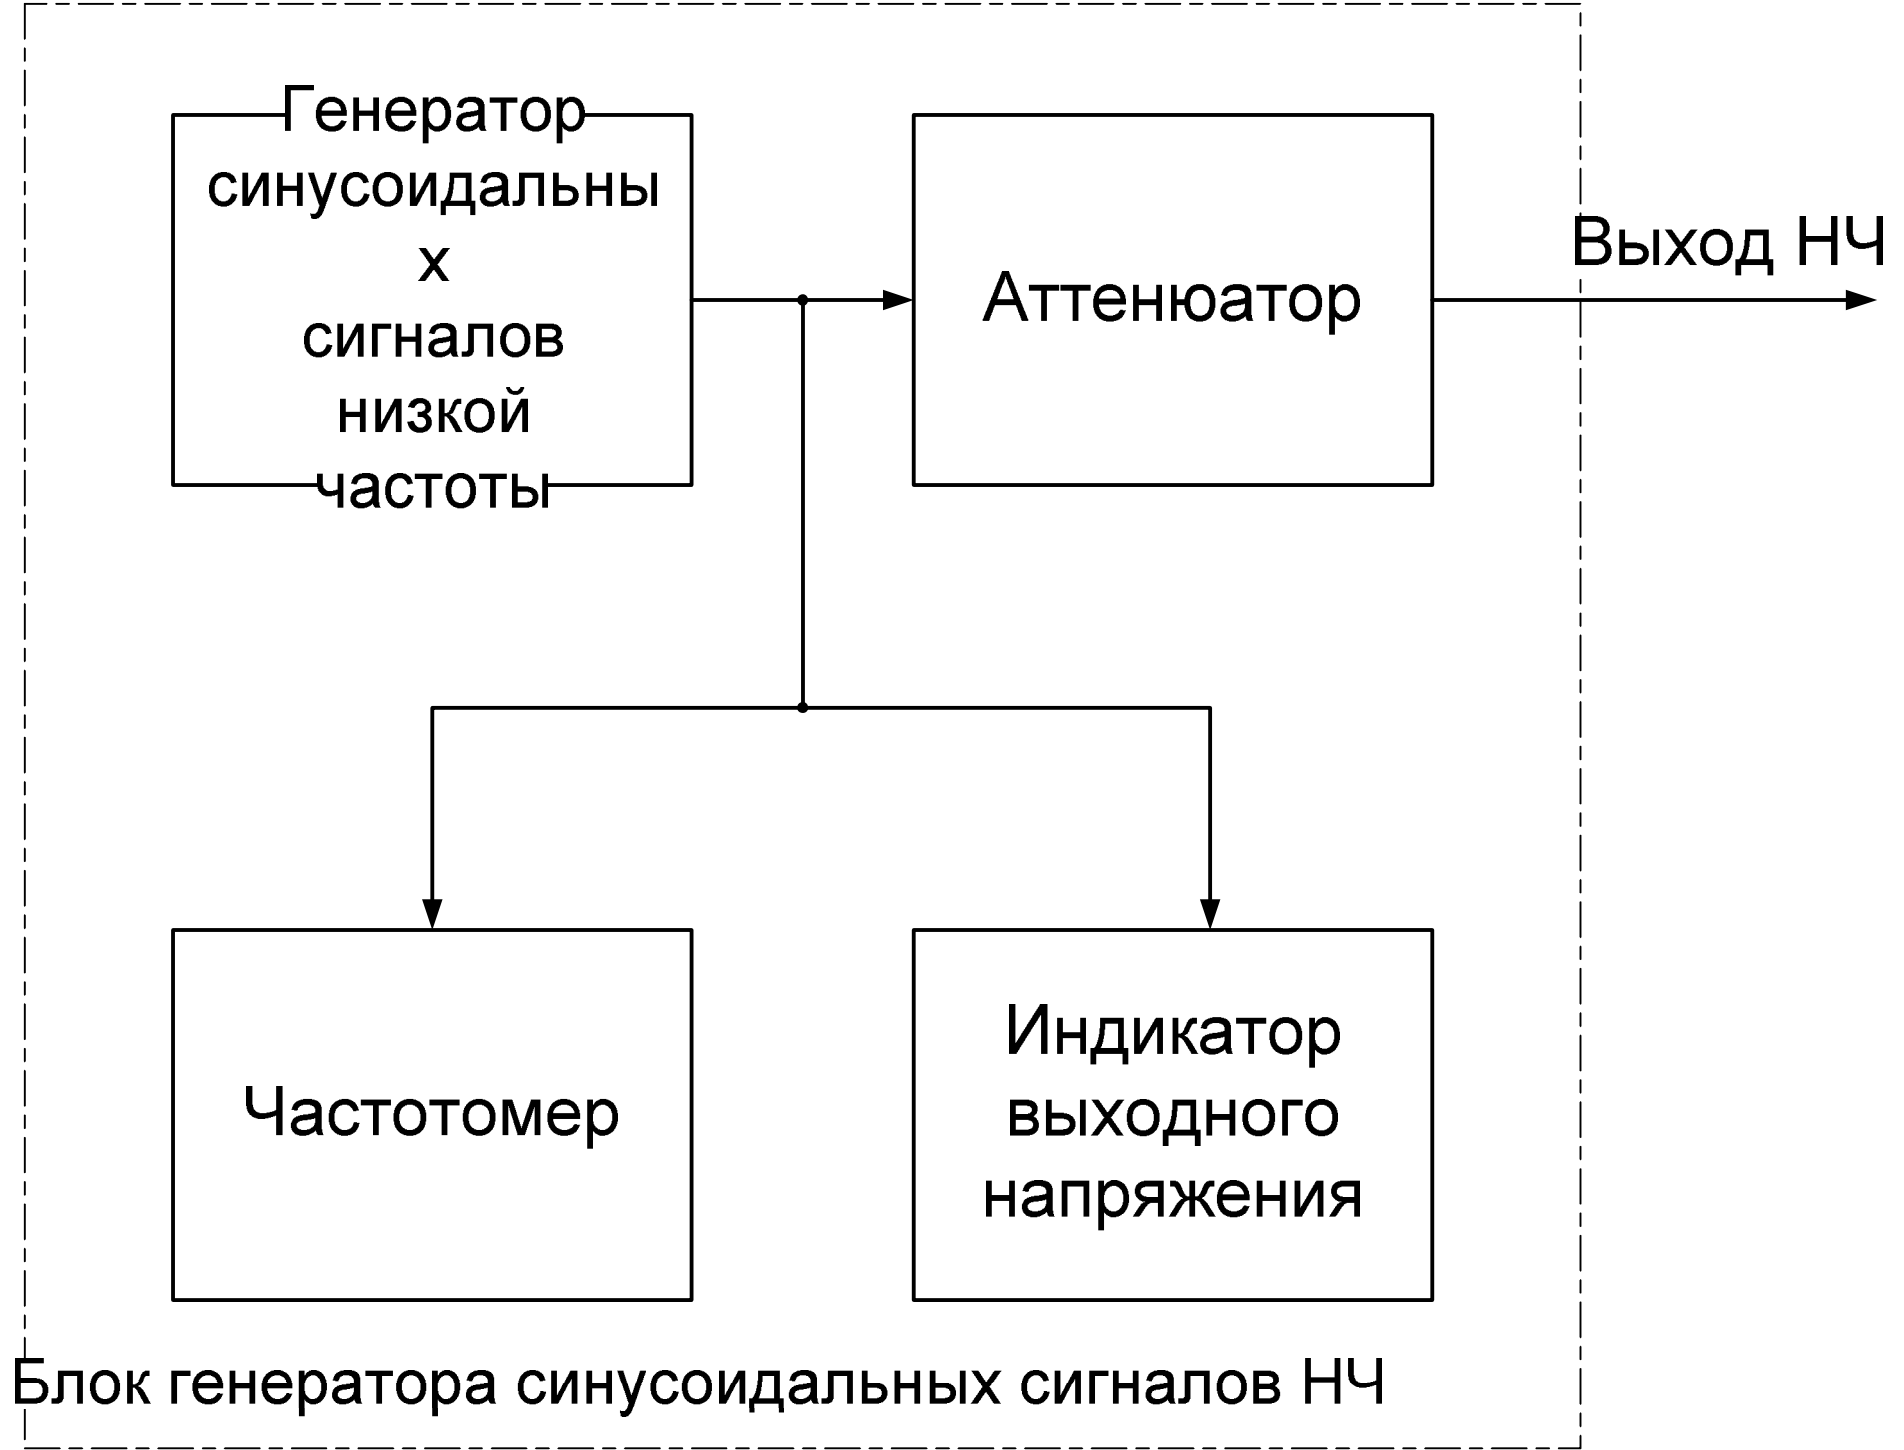 Генератор
синусоидальны
х
сигналов
низкой
частоты
Аттенюатор
Выход НЧ
Частотомер
Индикатор
выходного
напряжения
Блок генератора синусоидальных сигналов НЧ